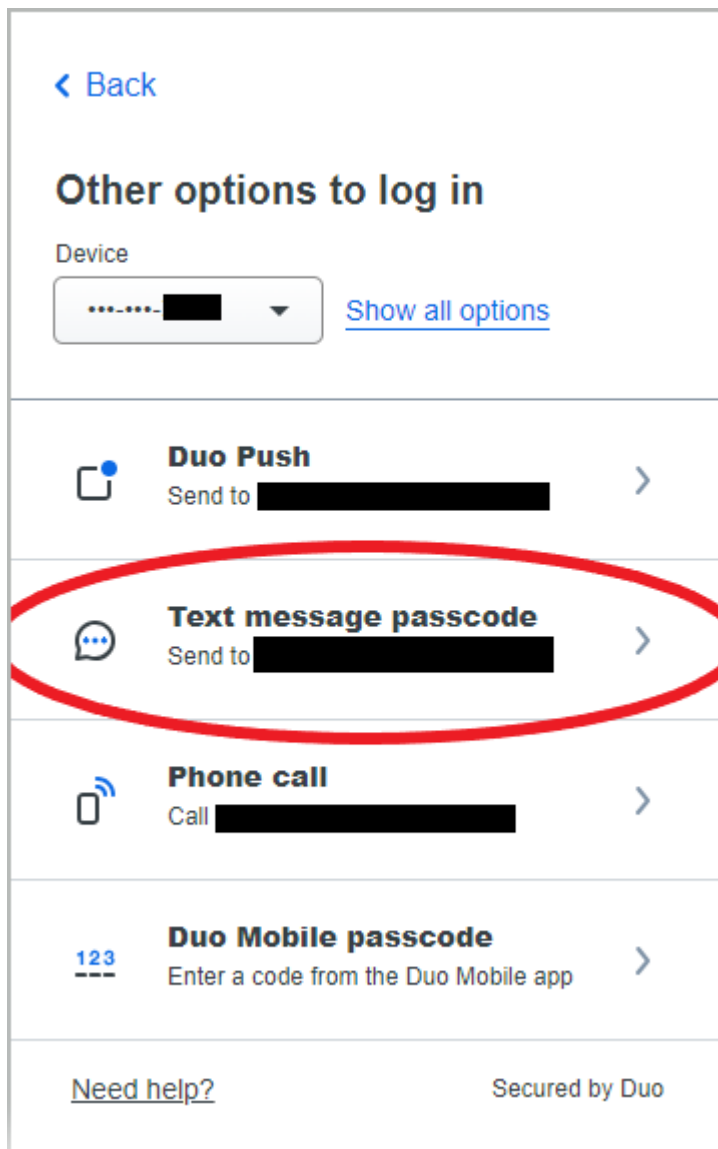 Back
Other options to log in
Device
•••-•••-
Show all options
Duo Push
Send to
Text message passcode
Send to
Phone call
Call
123
Duo Mobile passcode
Enter a code from the Duo Mobile app
Need help?
Secured by Duo